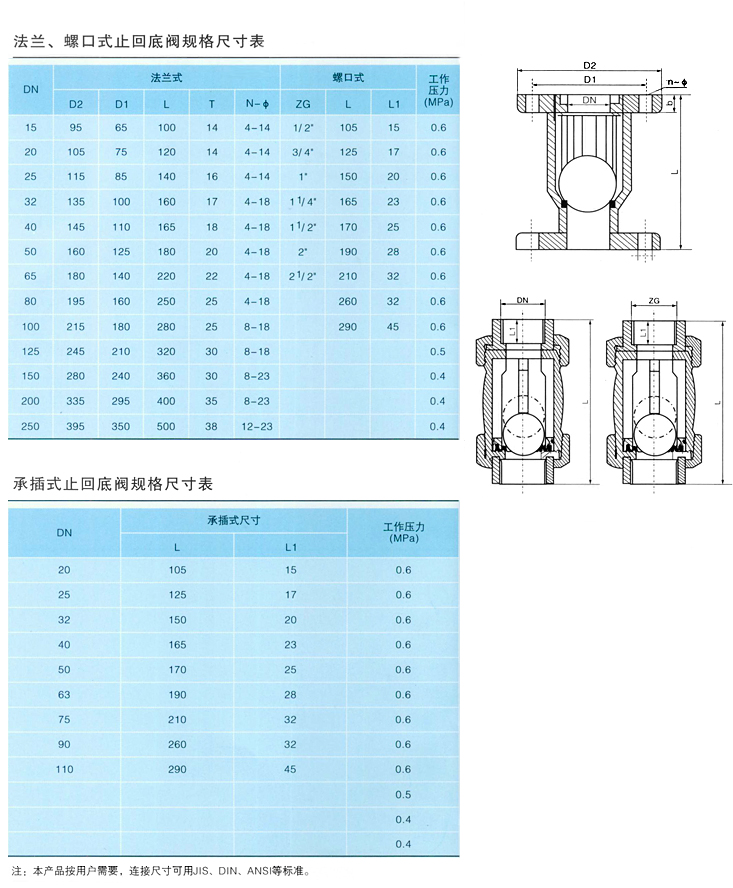 法兰、螺口式止回底阀规格尺寸表
DN 法兰式 螺口式 工作压力(MPa)
D2 D1 L T N-φ ZG L L1
15 95 65 100 14 4-14 1/2" 105 15 0.6
20 105 75 120 14 4-14 3/4" 125 17 0.6
25 115 85 140 16 4-14 1" 150 20 0.6
32 135 100 160 17 4-18 1 1/4" 165 23 0.6
40 145 110 165 18 4-18 1 1/2" 170 25 0.6
50 160 125 180 20 4-18 2" 190 28 0.6
65 180 140 220 22 4-18 2 1/2" 210 32 0.6
80 195 160 250 25 4-18 260 32 0.6
100 215 180 280 25 8-18 290 45 0.6
125 245 210 320 30 8-18 0.5
150 280 240 360 30 8-23 0.4
200 335 295 400 35 8-23 0.4
250 395 350 500 38 12-23 0.4
D2
D1
n-φ
DN
b
L
DN
L1
L
ZG
L1
L
承插式止回底阀规格尺寸表
DN 承插式尺寸 工作压力
(MPa)
L L1
20 105 15 0.6
25 125 17 0.6
32 150 20 0.6
40 165 23 0.6
50 170 25 0.6
63 190 28 0.6
75 210 32 0.6
90 260 32 0.6
110 290 45 0.6
0.5
0.4
0.4
注：本产品按用户需要，连接尺寸可用JIS、DIN、ANSI等标准。